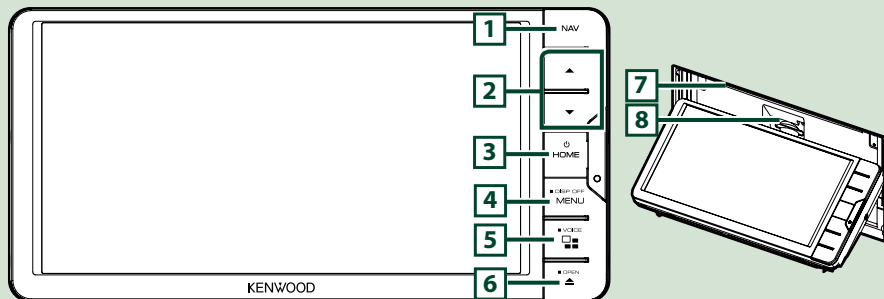 1
NAV
2
3
HOME
4
DISP OFF
MENU
5
VOICE
6
OPEN
KENWOOD
7
8